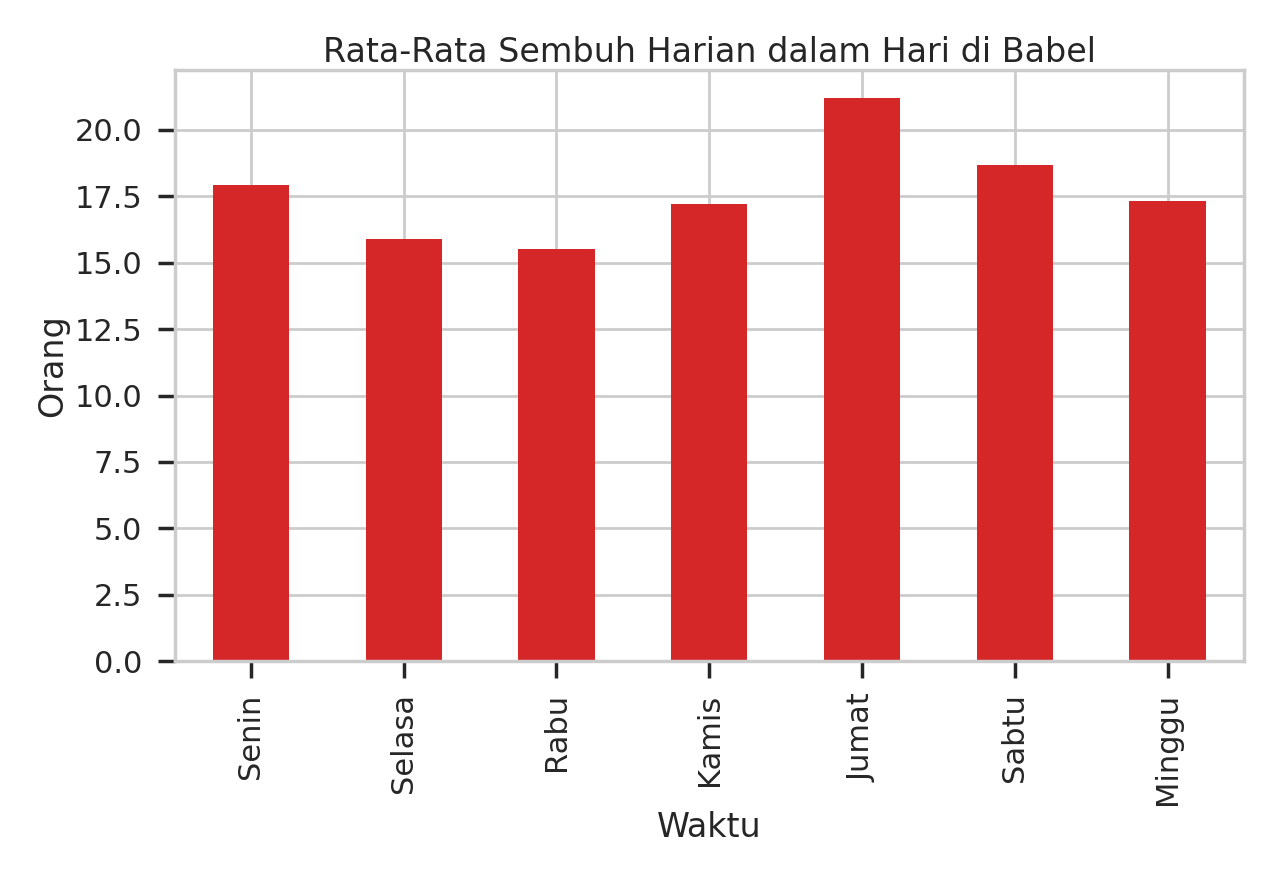 Rata-Rata Sembuh Harian dalam Hari di Babel
Orang
20.0
17.5
15.0
12.5
10.0
7.5
5.0
2.5
0.0
Senin
Selasa
Rabu
Kamis
Jumat
Sabtu
Minggu
Waktu